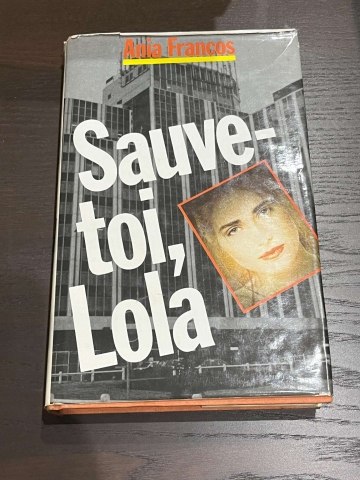 Ania Francos
Sauve-
toi,
Lola